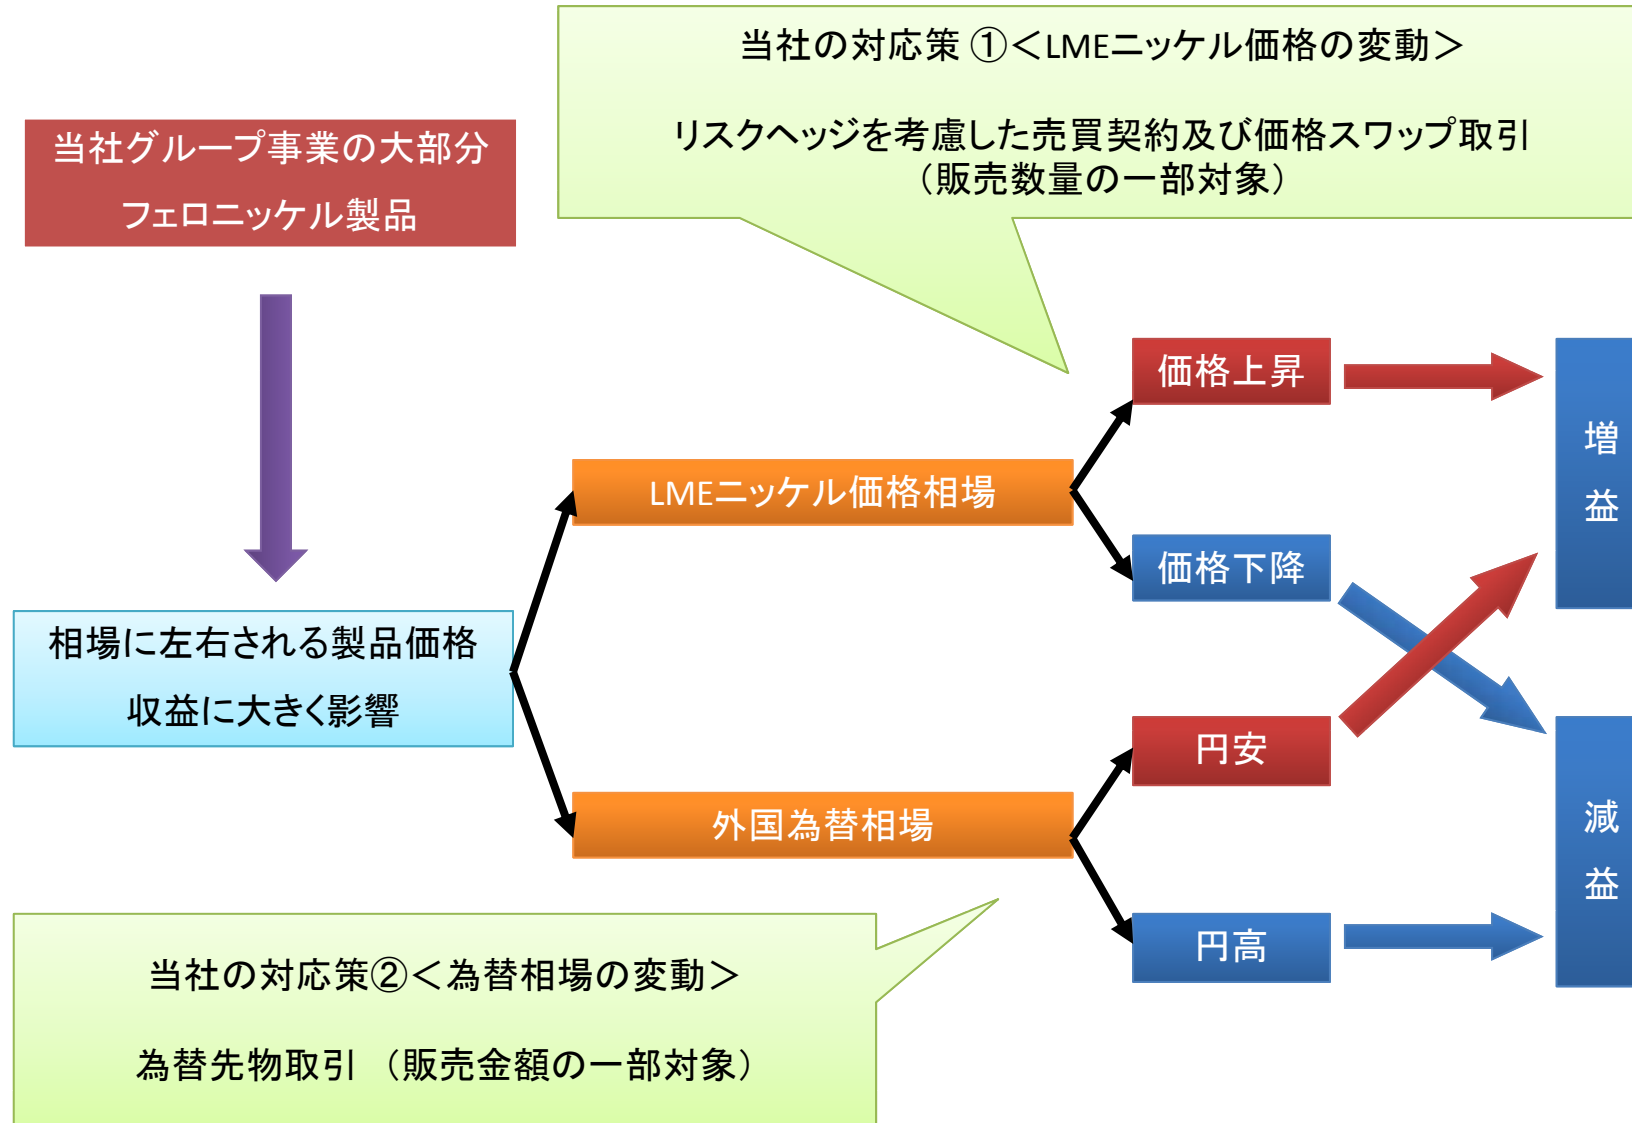 当社の対応策 ①＜LMEニッケル価格の変動＞
リスクヘッジを考慮した売買契約及び価格スワップ取引
（販売数量の一部対象）
当社グループ事業の大部分
フェロニッケル製品
価格上昇
増
益
LMEニッケル価格相場
価格下降
相場に左右される製品価格
収益に大きく影響
円安
減
益
外国為替相場
円高
当社の対応策②＜為替相場の変動＞
為替先物取引 （販売金額の一部対象）